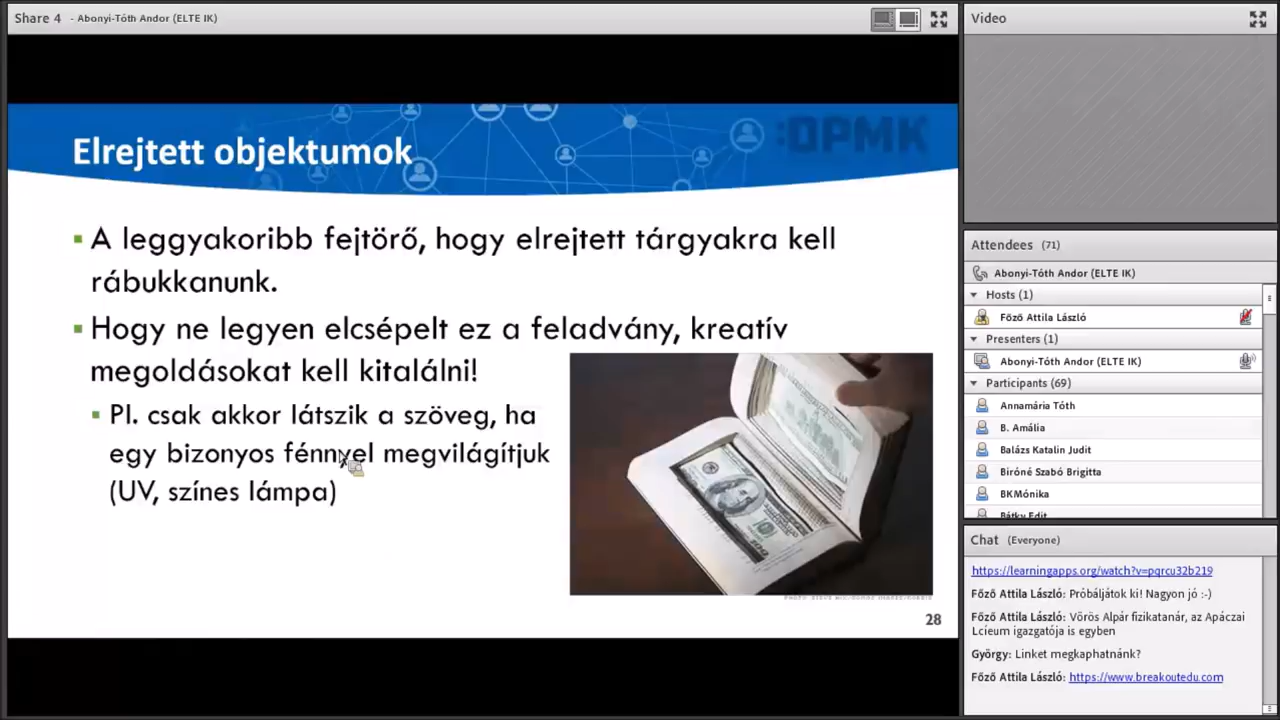 Share 4 - Abonyi-Tóth Andor (ELTE IK)
:OPMK
Elrejtett objektumok
▪ A leggyakoribb fejtörő, hogy elrejtett tárgyakra kell
rábukkanunk.
▪ Hogy ne legyen elcsépelt ez a feladvány, kreatív
megoldásokat kell kitalálni!
▪ Pl. csak akkor látszik a szöveg, ha
egy bizonyos fénnyel megvilágítjuk
(UV, színes lámpa)
28
Video
Attendees (71)
Abonyi-Tóth Andor (ELTE IK)
Hosts (1)
Főző Attila László
Presenters (1)
Abonyi-Tóth Andor (ELTE IK)
Participants (69)
Annamária Tóth
B. Amália
Balázs Katalin Judit
Biróné Szabó Brigitta
BKMónika
Bátky Edit
Chat (Everyone)
https://learningapps.org/watch?v=pqrcu32b219
Főző Attila László: Próbáljátok ki! Nagyon jó :-)
Főző Attila László: Vörös Alpár fizikatanár, az Apáczai
Lcíeum igazgatója is egyben
György: Linket megkaphatnánk?
Főző Attila László: https://www.breakoutedu.com